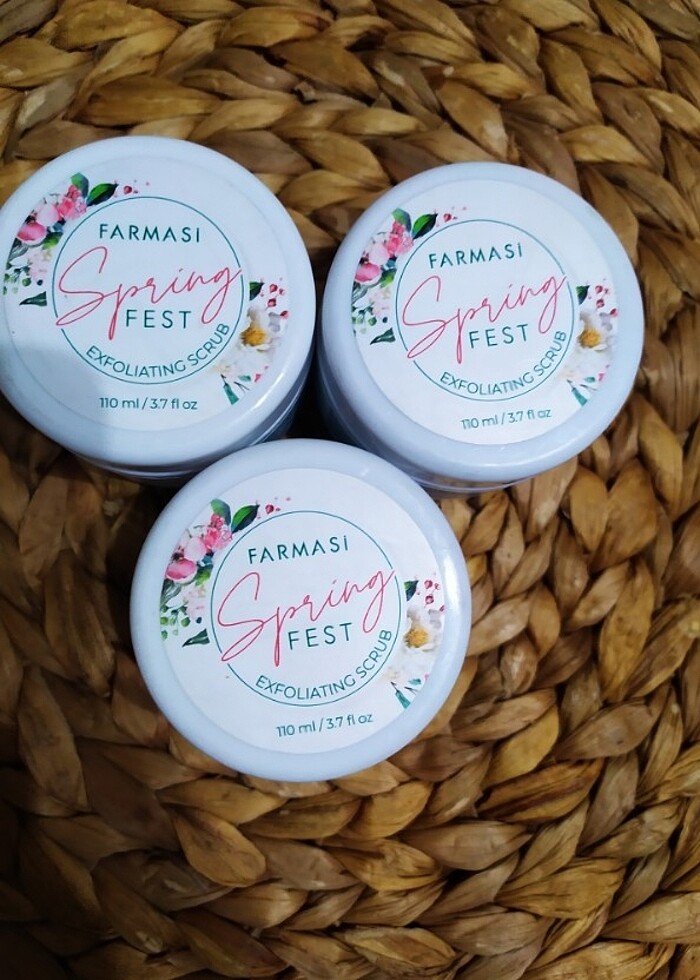 FARMASİ
Spring
FEST
EXFOLIATING SCRUB
110 ml / 3.7 fl oz
FARMASİ
Spring
FEST
EXFOLIATING SCRUB
110 ml / 3.7 fl oz
FARMASİ
Spring
FEST
EXFOLIATING SCRUB
110 ml / 3.7 fl oz